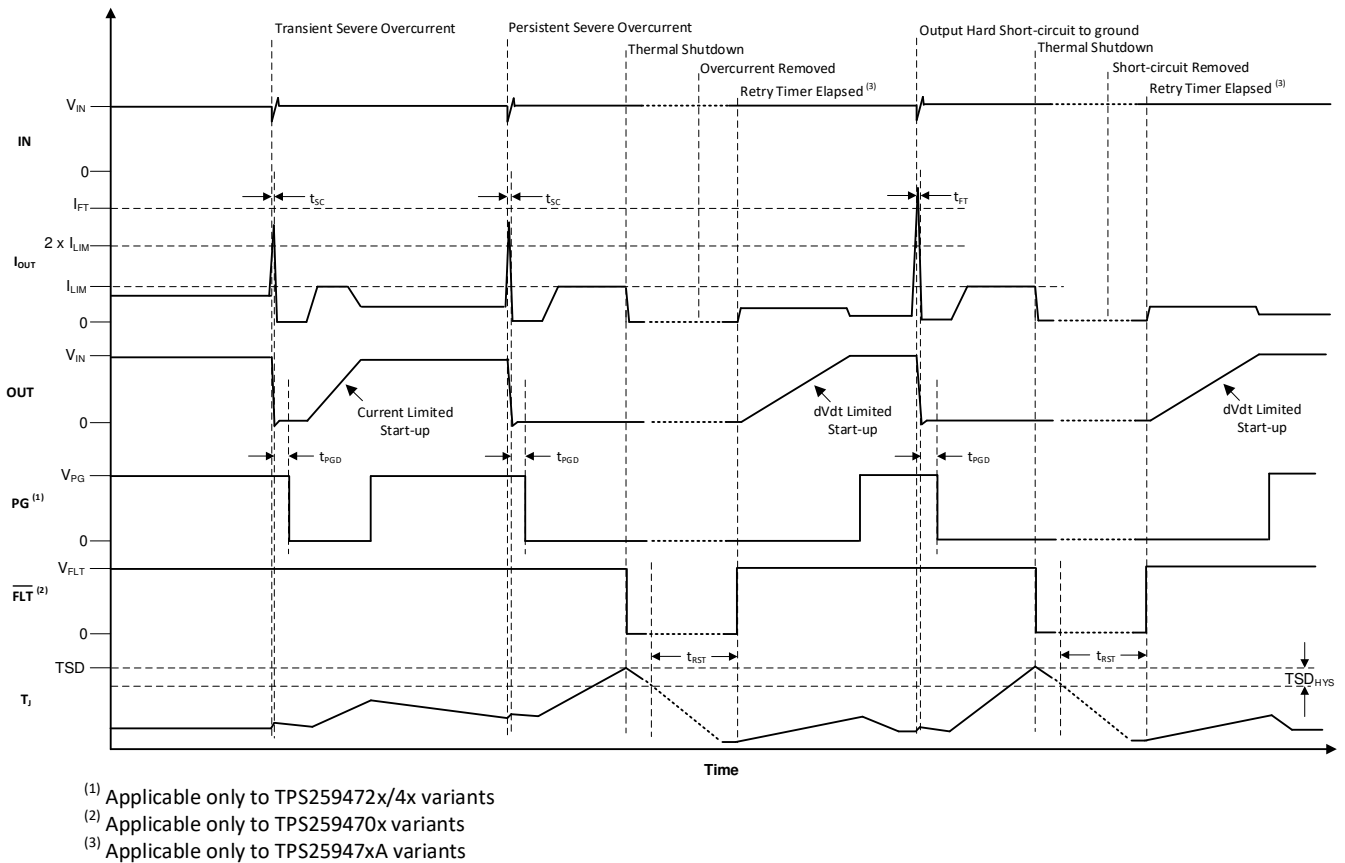 Transient Severe Overcurrent
Persistent Severe Overcurrent
Output Hard Short-circuit to ground
Thermal Shutdown
Thermal Shutdown
Overcurrent Removed
Short-circuit Removed
Retry Timer Elapsed (3)
Retry Timer Elapsed (3)
VIN
IN
0
IFT
tSC
tSC
tFT
2 x ILIM
IOUT
ILIM
0
VIN
OUT
Current Limited
Start-up
dVdt Limited
Start-up
dVdt Limited
Start-up
0
tPGD
tPGD
tPGD
VPG
PG (1)
0
VFLT
FLT (2)
0
tRST
tRST
TSD
TSDHYS
TJ
Time
(1) Applicable only to TPS259472x/4x variants
(2) Applicable only to TPS259470x variants
(3) Applicable only to TPS25947xA variants